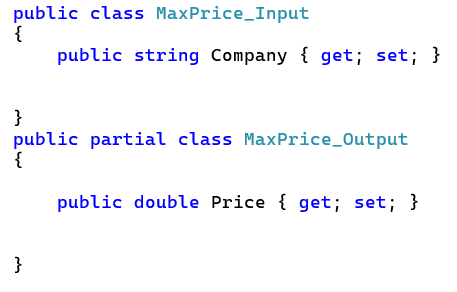 public class MaxPrice_Input
{
public string Company { get; set; }
}
public partial class MaxPrice_Output
{
public double Price { get; set; }
}